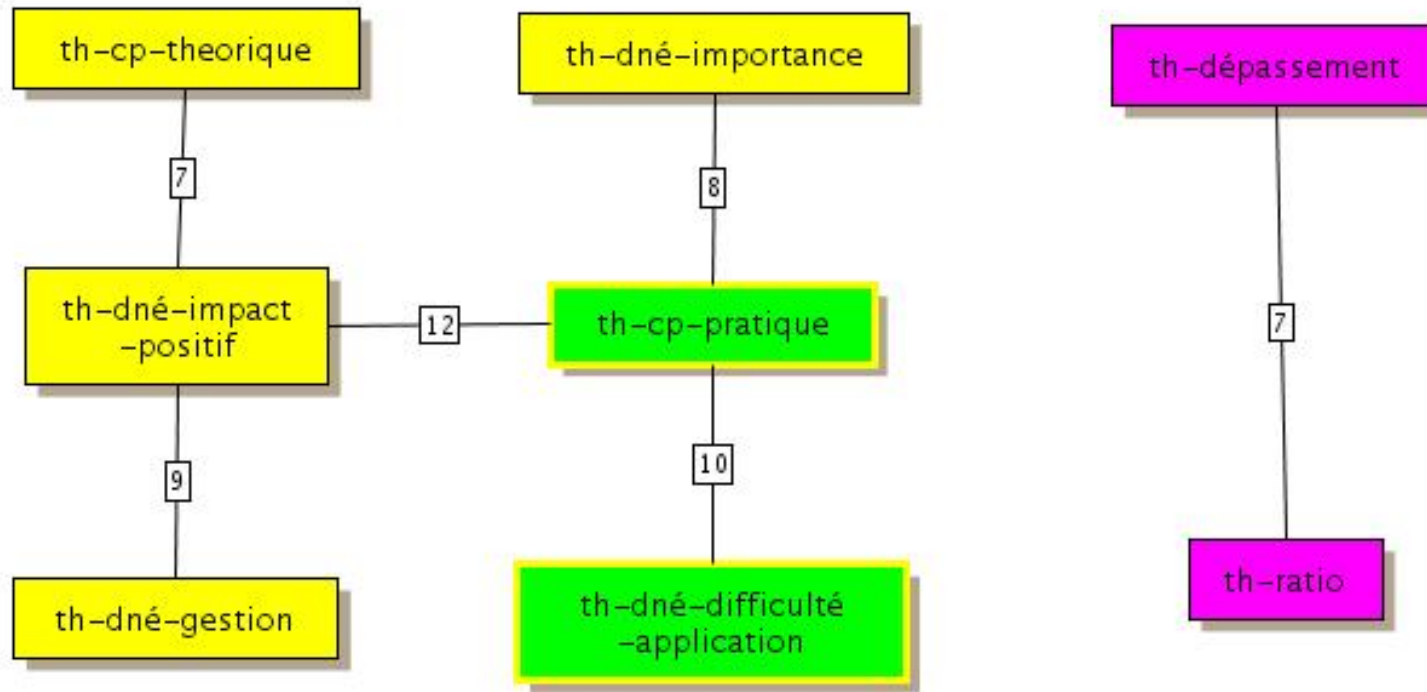 th-cp-theorique
th-dné-importance
th-dépassement
7
8
th-dné-impact
-positif
12
th-cp-pratique
7
9
10
th-dné-gestion
th-dné-difficulté
-application
th-ratio